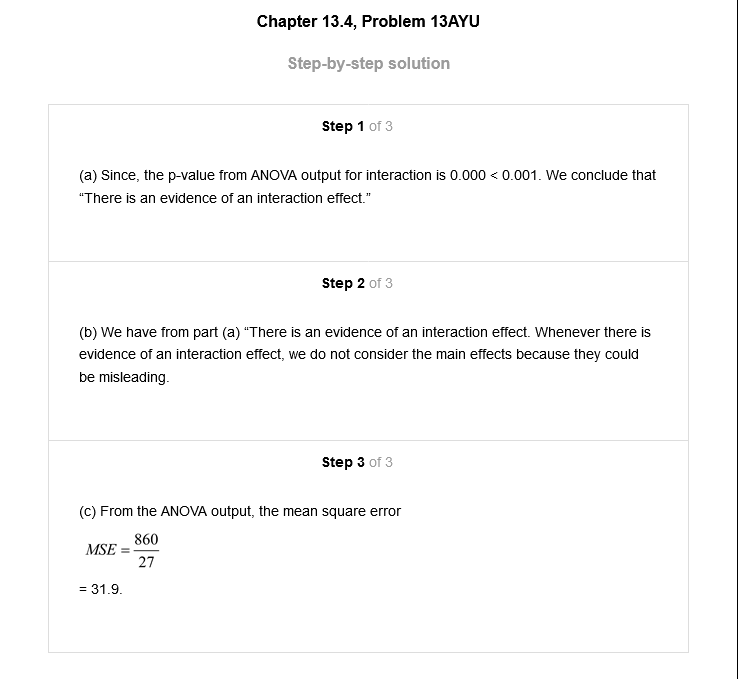 Chapter 13.4, Problem 13AYU
Step-by-step solution
Step 1 of 3
(a) Since, the p-value from ANOVA output for interaction is 0.000 < 0.001. We conclude that
“There is an evidence of an interaction effect.”
Step 2 of 3
(b) We have from part (a) “There is an evidence of an interaction effect. Whenever there is
evidence of an interaction effect, we do not consider the main effects because they could
be misleading.
Step 3 of 3
(c) From the ANOVA output, the mean square error
MSE = 860/27
= 31.9.